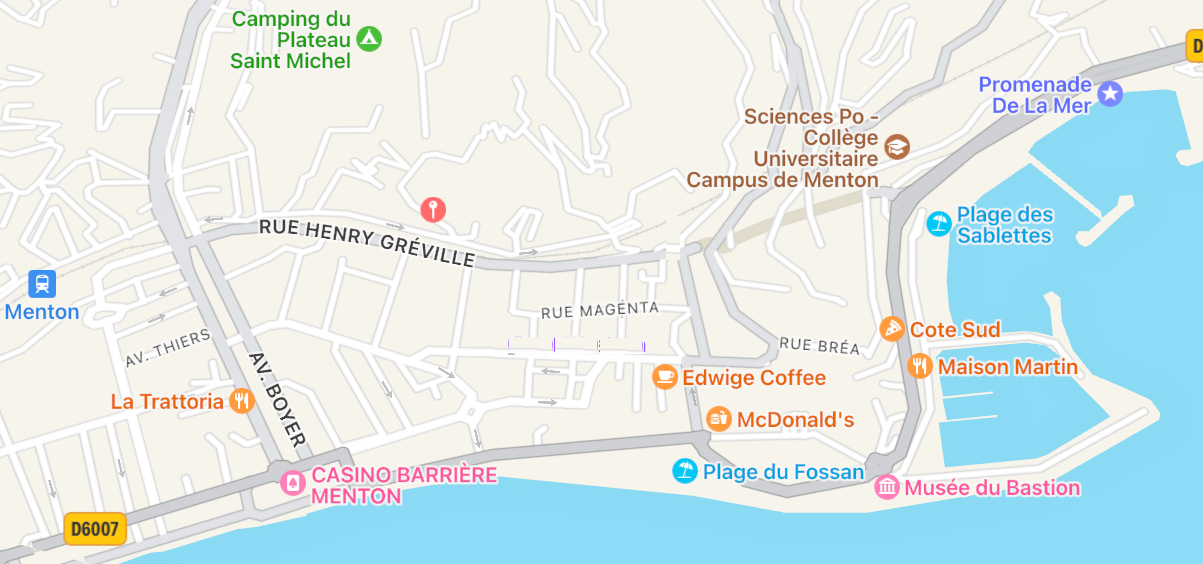 Camping du
Plateau
Saint Michel
D
Promenade
De La Mer
Sciences Po -
Collège
Universitaire
Campus de Menton
Plage des
Sablettes
RUE HENRY GRÉVILLE
Menton
RUE MAGENTA
AV. THIERS
Cote Sud
RUE BRÉA
Maison Martin
Edwige Coffee
AV. BOYER
La Trattoria
McDonald's
CASINO BARRIÈRE
MENTON
Plage du Fossan
Musée du Bastion
D6007